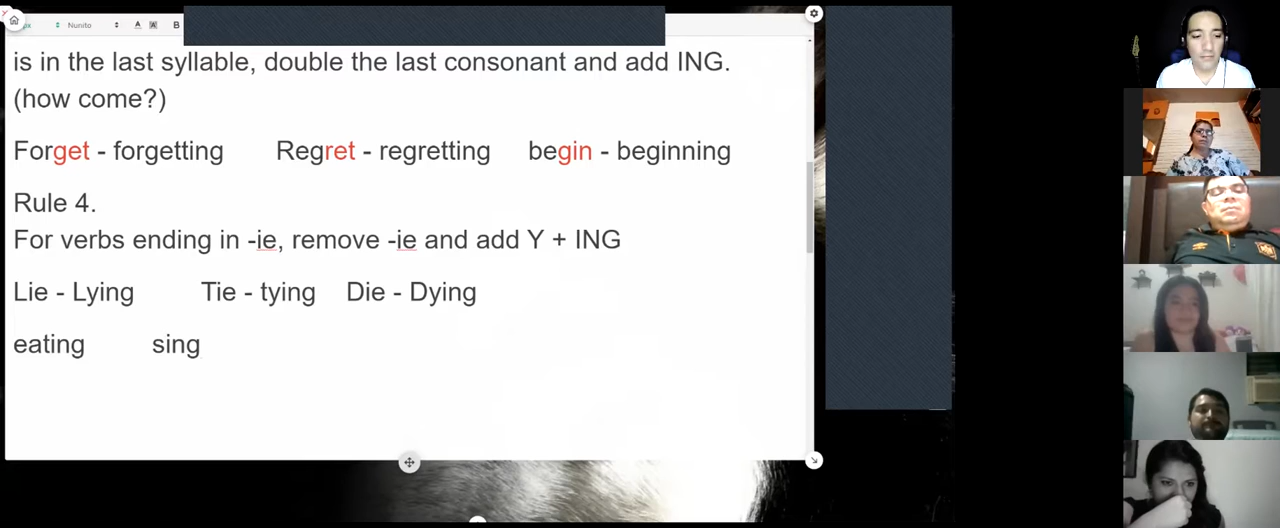 Nunito A A B
is in the last syllable, double the last consonant and add ING.
(how come?)
Forget - forgetting Regret - regretting begin - beginning
Rule 4.
For verbs ending in -ie, remove -ie and add Y + ING
Lie - Lying Tie - tying Die - Dying
eating sing